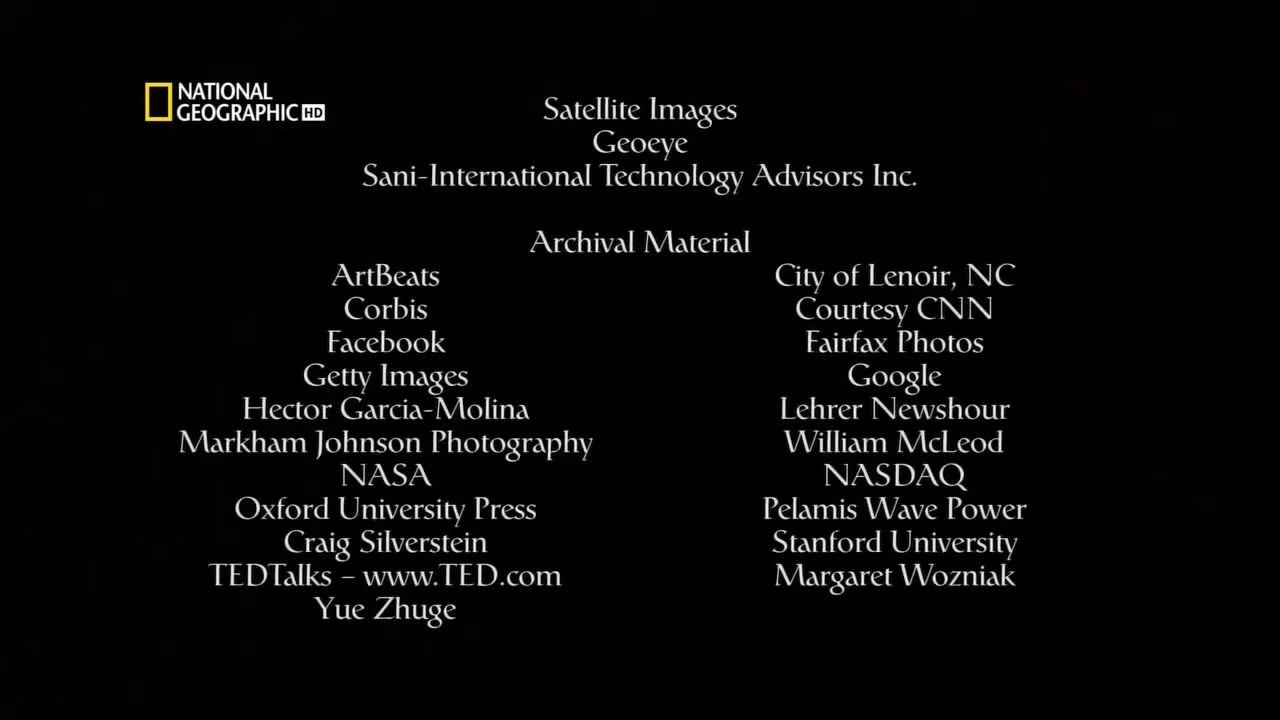 NATIONAL
GEOGRAPHIC HD
Satellite Images
Geoeye
Sani-International Technology Advisors Inc.
Archival Material
ArtBeats
Corbis
Facebook
Getty Images
Hector Garcia-Molina
Markham Johnson Photography
NASA
Oxford University Press
Craig Silverstein
TEDTalks – www.TED.com
Yue Zhuge
City of Lenoir, NC
Courtesy CNN
Fairfax Photos
Google
Lehrer Newshour
William McLeod
NASDAQ
Pelamis Wave Power
Stanford University
Margaret Wozniak